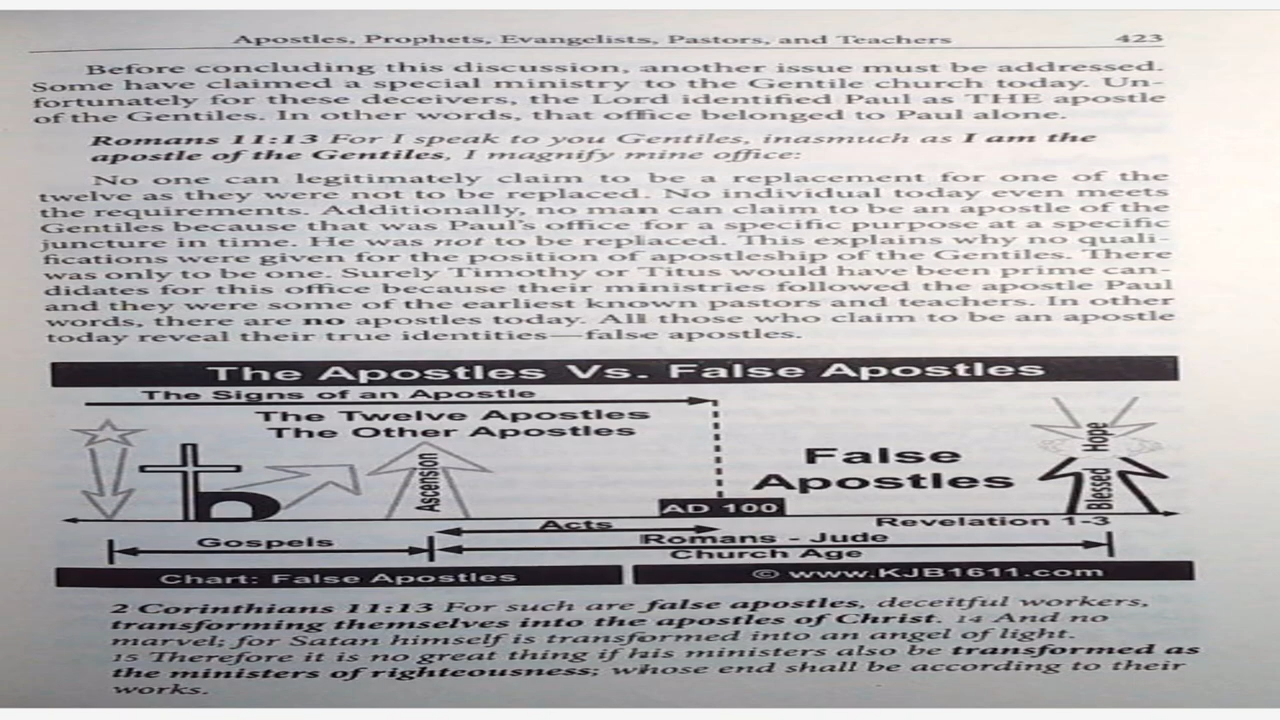 Apostles, Prophets, Evangelists, Pastors, and Teachers 423
Before concluding this discussion, another issue must be addressed.
Some have claimed a special ministry to the Gentile church today. Un-
fortunately for these deceivers, the Lord identified Paul as THE apostle
of the Gentiles. In other words, that office belonged to Paul alone.
Romans 11:13 For I speak to you Gentiles, inasmuch as I am the
apostle of the Gentiles, I magnify mine office:
No one can legitimately claim to be a replacement for one of the
twelve as they were not to be replaced. No individual today even meets
the requirements. Additionally, no man can claim to be an apostle of the
Gentiles because that was Paul's office for a specific purpose at a specific
juncture in time. He was not to be replaced. This explains why no quali-
fications were given for the position of apostleship of the Gentiles. There
was only to be one. Surely Timothy or Titus would have been prime can-
didates for this office because their ministries followed the apostle Paul
and they were some of the earliest known pastors and teachers. In other
words, there are no apostles today. All those who claim to be an apostle
today reveal their true identities—false apostles.
The Apostles Vs. False Apostles
The Signs of an Apostle
The Twelve Apostles
The Other Apostles
Ascension
False
Apostles
Blessed Hope
AD 100
Acts
Revelation 1-3
Gospels
Romans - Jude
Church Age
Chart: False Apostles
© www.KJB1611.com
2 Corinthians 11:13 For such are false apostles, deceitful workers,
transforming themselves into the apostles of Christ. 14 And no
marvel; for Satan himself is transformed into an angel of light.
15 Therefore it is no great thing if his ministers also be transformed as
the ministers of righteousness; whose end shall be according to their
works.